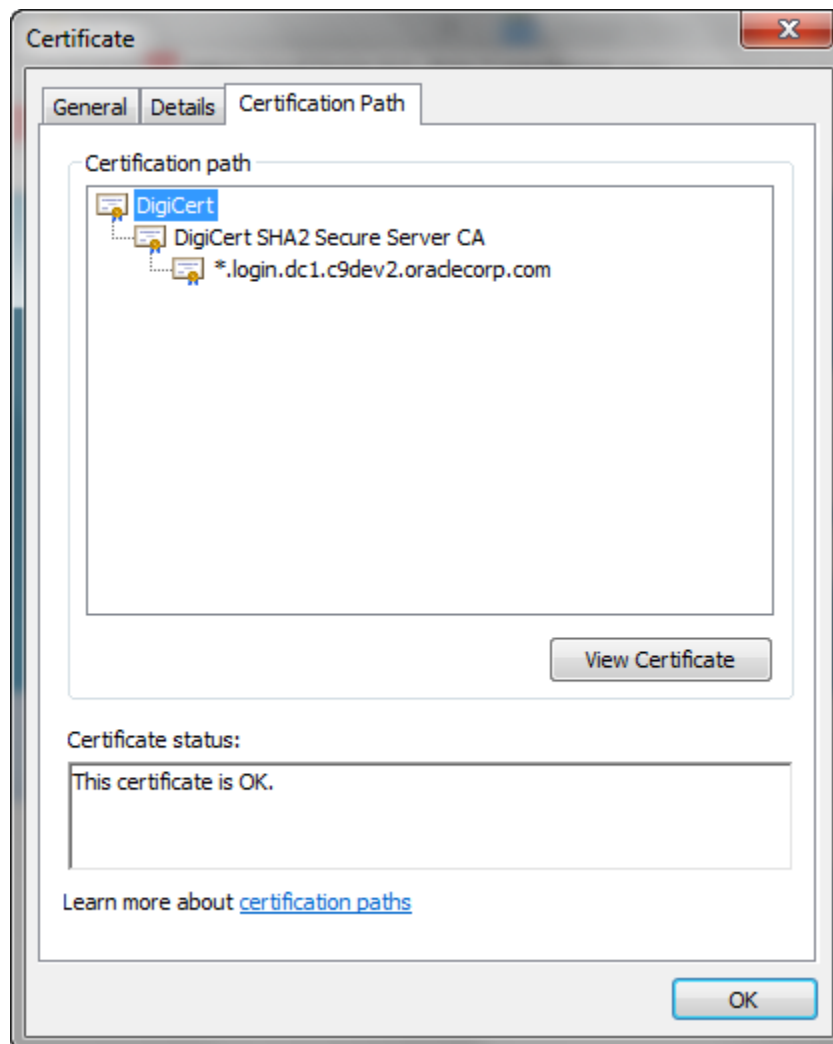 Certificate
General Details Certification Path
Certification path
DigiCert
DigiCert SHA2 Secure Server CA
*.login.dc1.c9dev2.oraclecorp.com
View Certificate
Certificate status:
This certificate is OK.
Learn more about certification paths
OK